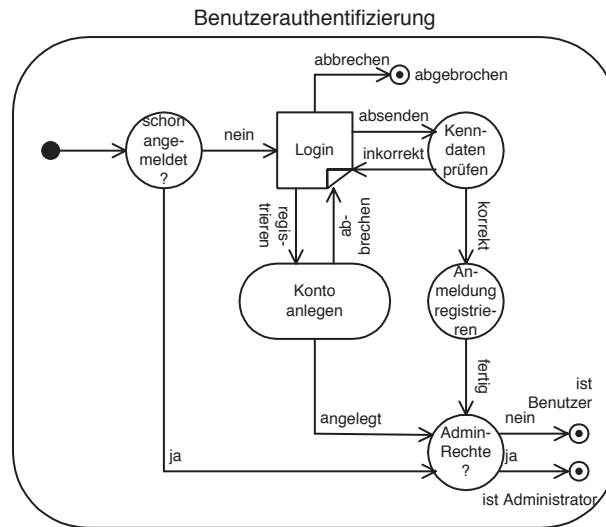 Benutzerauthentifizierung
abbrechen
abgebrochen
schon
ange-
meldet
?
nein
Login
absenden
inkorrekt
Kenn-
daten
prüfen
regis-
trieren
ab-
brechen
korrekt
Konto
anlegen
An-
meldung
registrie-
ren
fertig
ist
Benutzer
angelegt
nein
Admin-
Rechte
?
ja
ja
ist Administrator